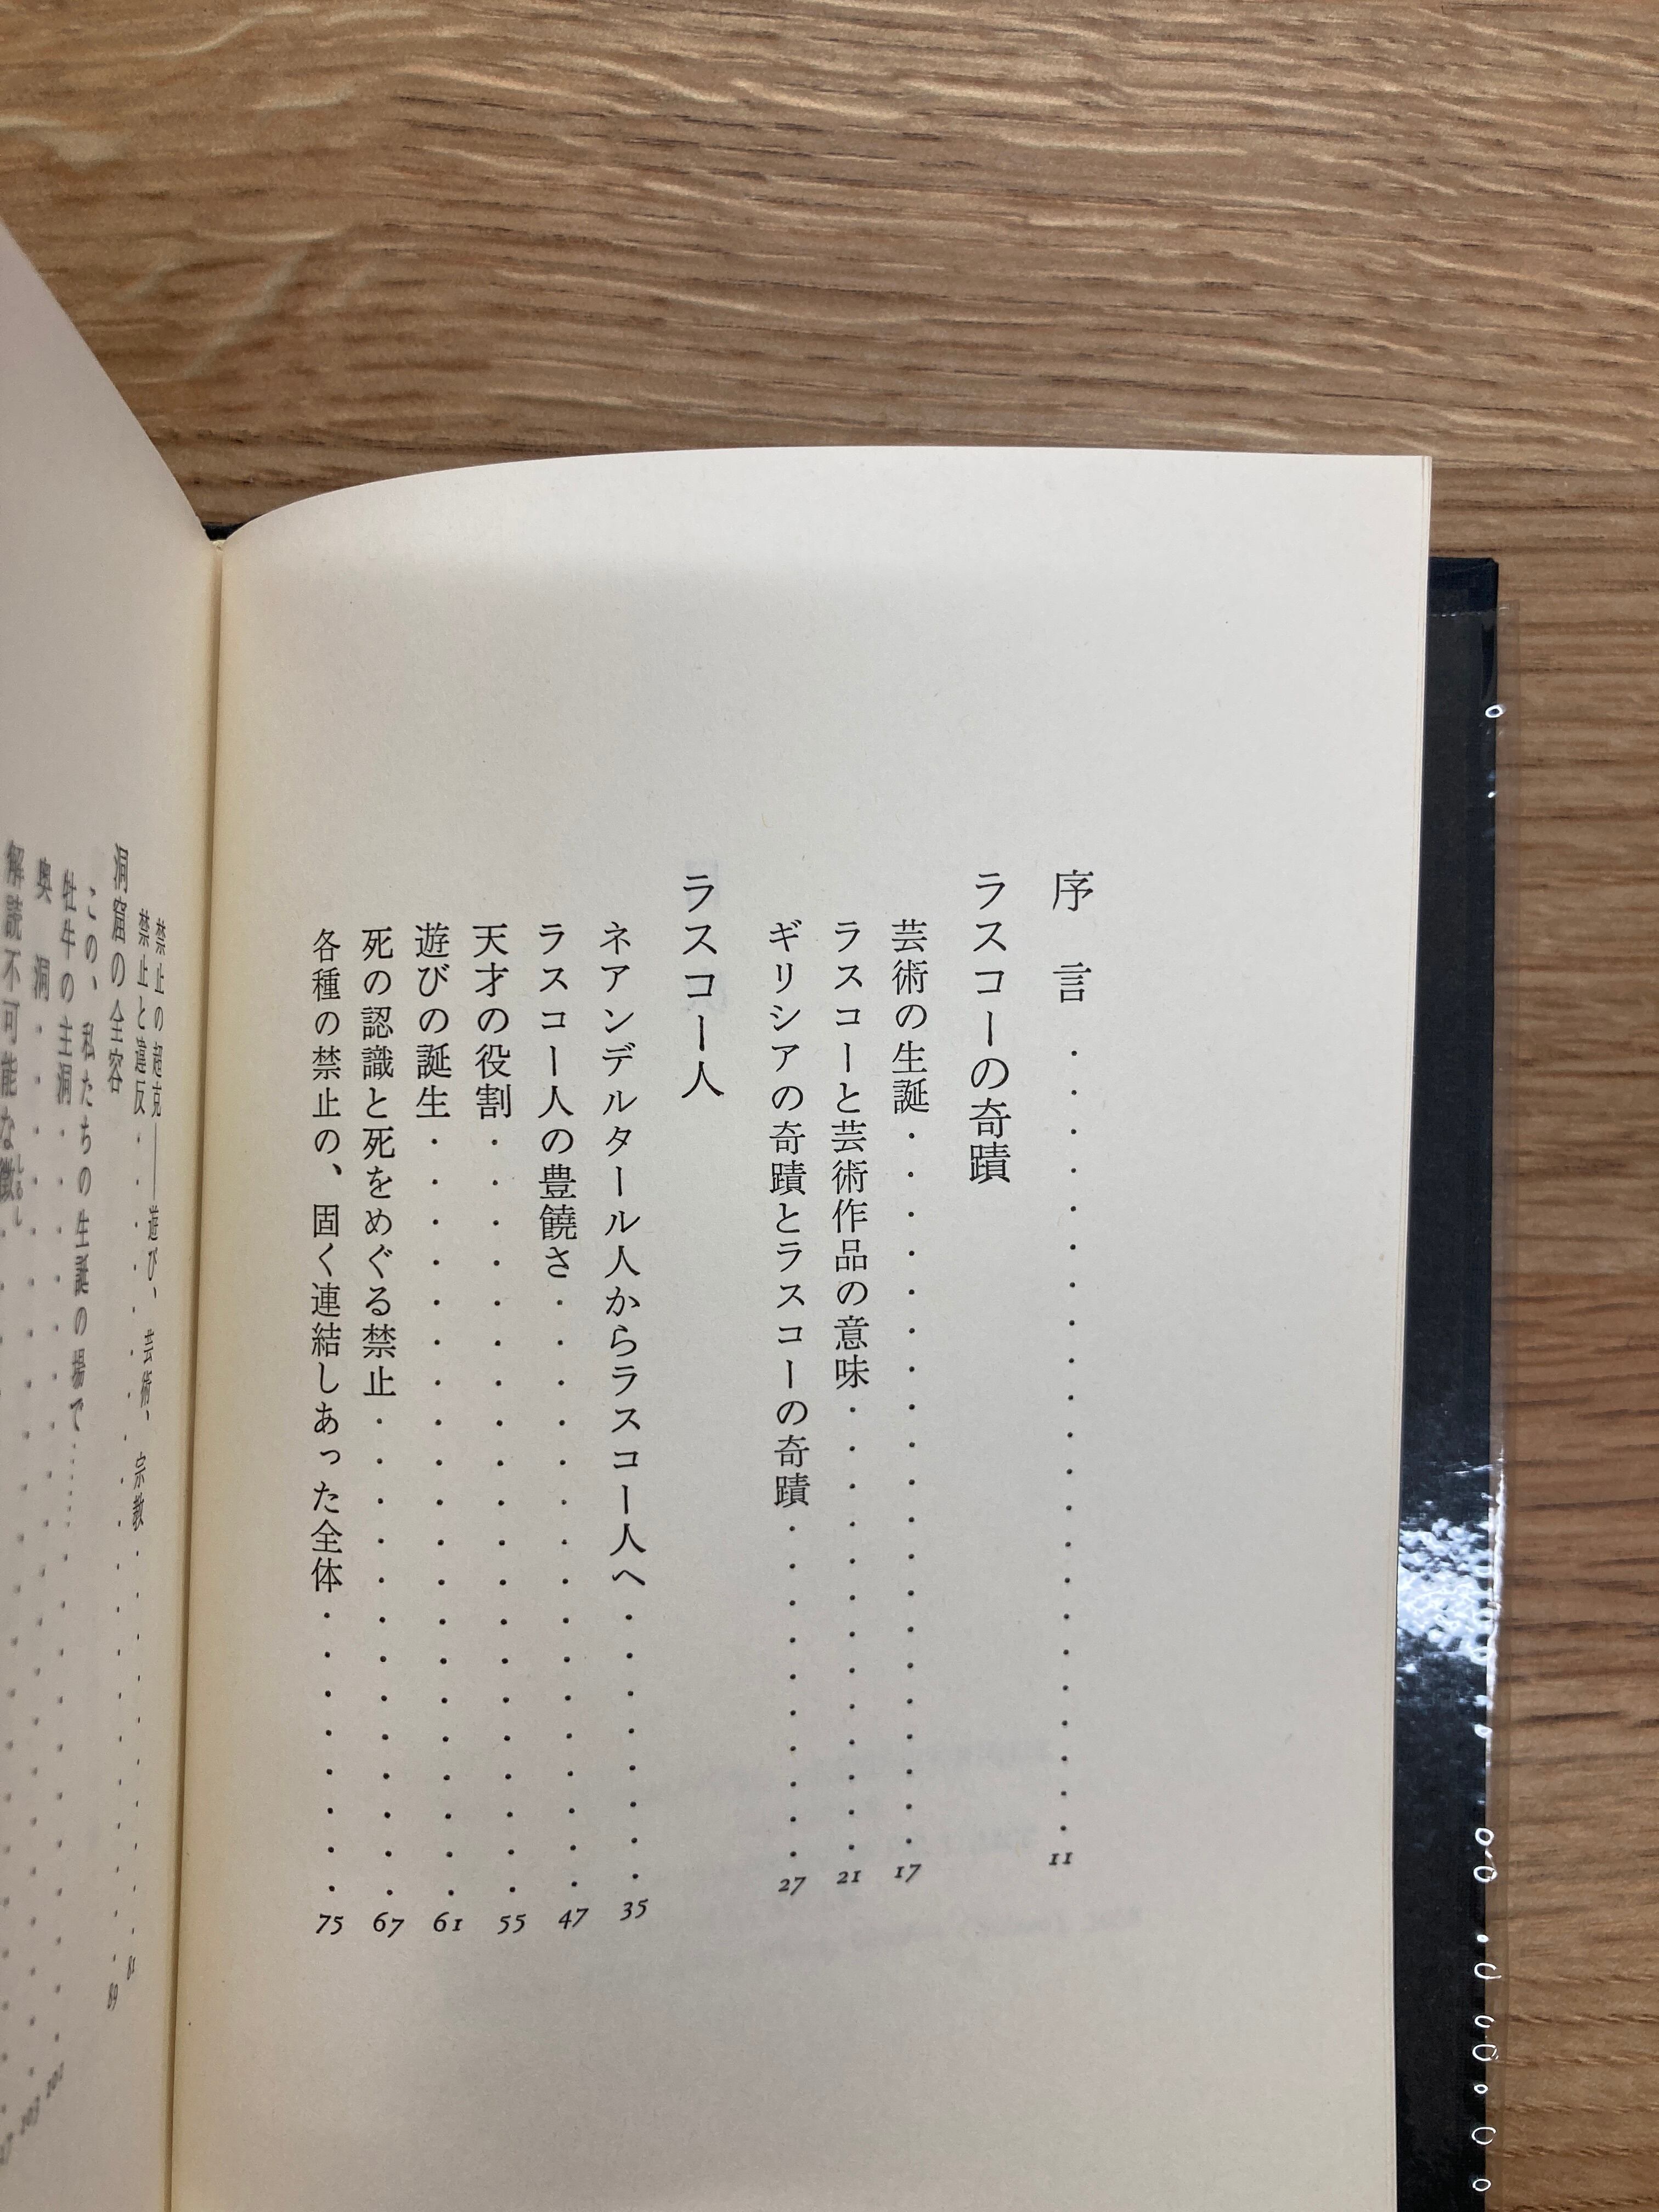 序言 11
ラスコーの奇蹟
芸術の生誕 17
ラスコーと芸術作品の意味 21
ギリシアの奇蹟とラスコーの奇蹟 27
ラスコー人
ネアンデルタール人からラスコー人へ 35
ラスコー人の豊饒さ 47
天才の役割 55
遊びの誕生 61
死の認識と死をめぐる禁止 67
各種の禁止の、固く連結しあった全体 75
禁止の超克――遊び、芸術、宗教 81
禁止と違反
洞窟の全容 89
この、私たちの生誕の場で……
牡牛の主洞 101
奥洞 103
解読不可能な徴
しるし